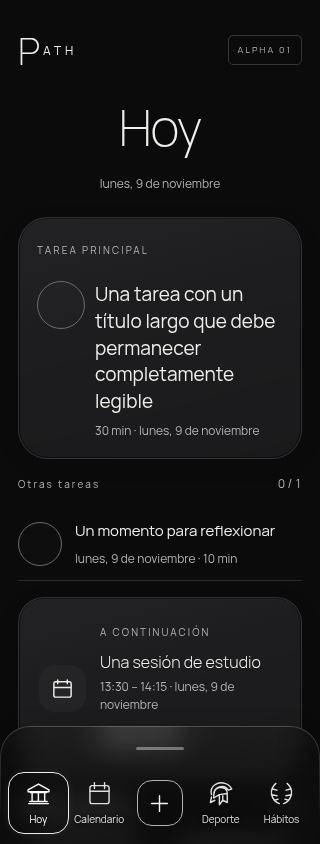 PATH
ALPHA 01
Hoy
lunes, 9 de noviembre
TAREA PRINCIPAL
Una tarea con un
título largo que debe
permanecer
completamente
legible
30 min · lunes, 9 de noviembre
Otras tareas
0 / 1
Un momento para reflexionar
lunes, 9 de noviembre · 10 min
A CONTINUACIÓN
Una sesión de estudio
13:30 – 14:15 · lunes, 9 de
noviembre
Hoy
Calendario
Deporte
Hábitos